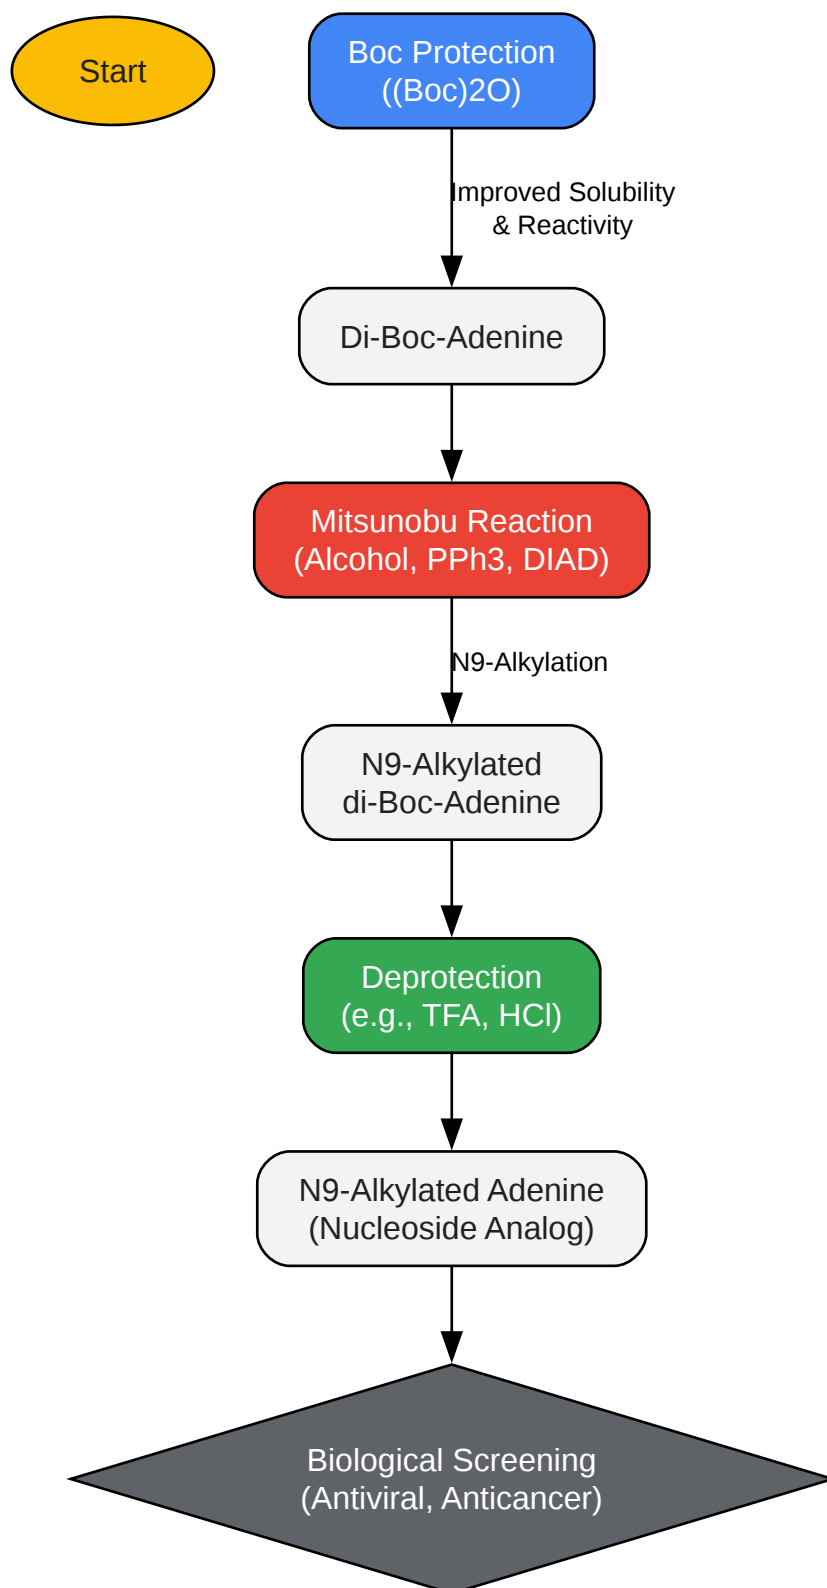 Start
Boc Protection
((Boc)2O)
Improved Solubility
& Reactivity
Di-Boc-Adenine
Mitsunobu Reaction
(Alcohol, PPh3, DIAD)
N9-Alkylation
N9-Alkylated
di-Boc-Adenine
Deprotection
(e.g., TFA, HCl)
N9-Alkylated Adenine
(Nucleoside Analog)
Biological Screening
(Antiviral, Anticancer)